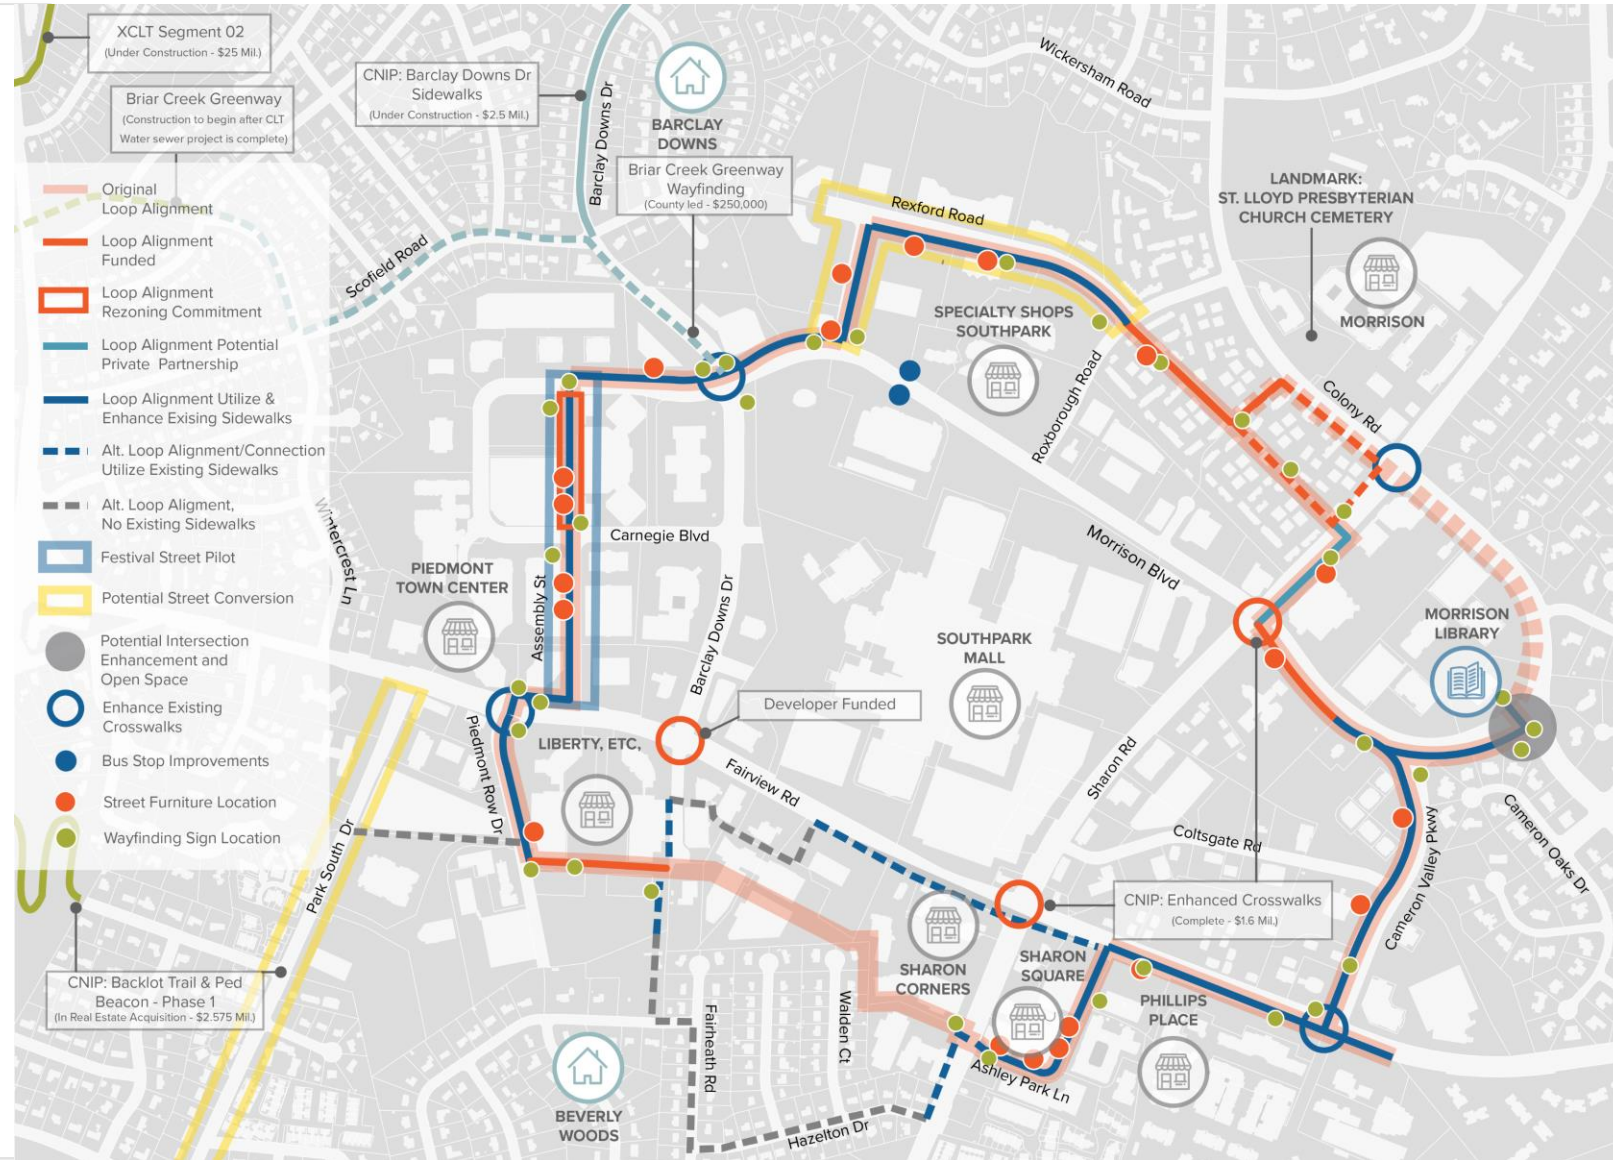 XCLT Segment 02
(Under Construction - $25 Mil.)
Briar Creek Greenway
(Construction to begin after CLT
Water sewer project is complete)
CNIP: Barclay Downs Dr
Sidewalks
(Under Construction - $2.5 Mil.)
Barclay Downs Dr
BARCLAY
DOWNS
Briar Creek Greenway
Wayfinding
(County led - $250,000)
Wickersham Road
Rexford Road
LANDMARK:
ST. LLOYD PRESBYTERIAN
CHURCH CEMETERY
MORRISON
Scofield Road
SPECIALTY SHOPS
SOUTHPARK
Roxborough Road
Colony Rd
Original
Loop Alignment
Loop Alignment
Funded
Loop Alignment
Rezoning Commitment
Loop Alignment Potential
Private Partnership
Loop Alignment Utilize &
Enhance Exising Sidewalks
Alt. Loop Alignment/Connection
Utilize Existing Sidewalks
Alt. Loop Aligment,
No Existing Sidewalks
Festival Street Pilot
Potential Street Conversion
Potential Intersection
Enhancement and
Open Space
Enhance Existing
Crosswalks
Bus Stop Improvements
Street Furniture Location
Wayfinding Sign Location
Wintercrest Ln
Carnegie Blvd
Morrison Blvd
PIEDMONT
TOWN CENTER
Assembly St
Barclay Downs Dr
SOUTHPARK
MALL
MORRISON
LIBRARY
Developer Funded
Piedmont Row Dr
LIBERTY, ETC,
Fairview Rd
Sharon Rd
Coltsgate Rd
Cameron Valley Pkwy
Cameron Oaks Dr
Park South Dr
CNIP: Enhanced Crosswalks
(Complete - $1.6 Mil.)
SHARON
CORNERS
SHARON
SQUARE
PHILLIPS
PLACE
CNIP: Backlot Trail & Ped
Beacon - Phase 1
(In Real Estate Acquisition - $2.575 Mil.)
Fairheath Rd
Walden Ct
Ashley Park Ln
BEVERLY
WOODS
Hazelton Dr